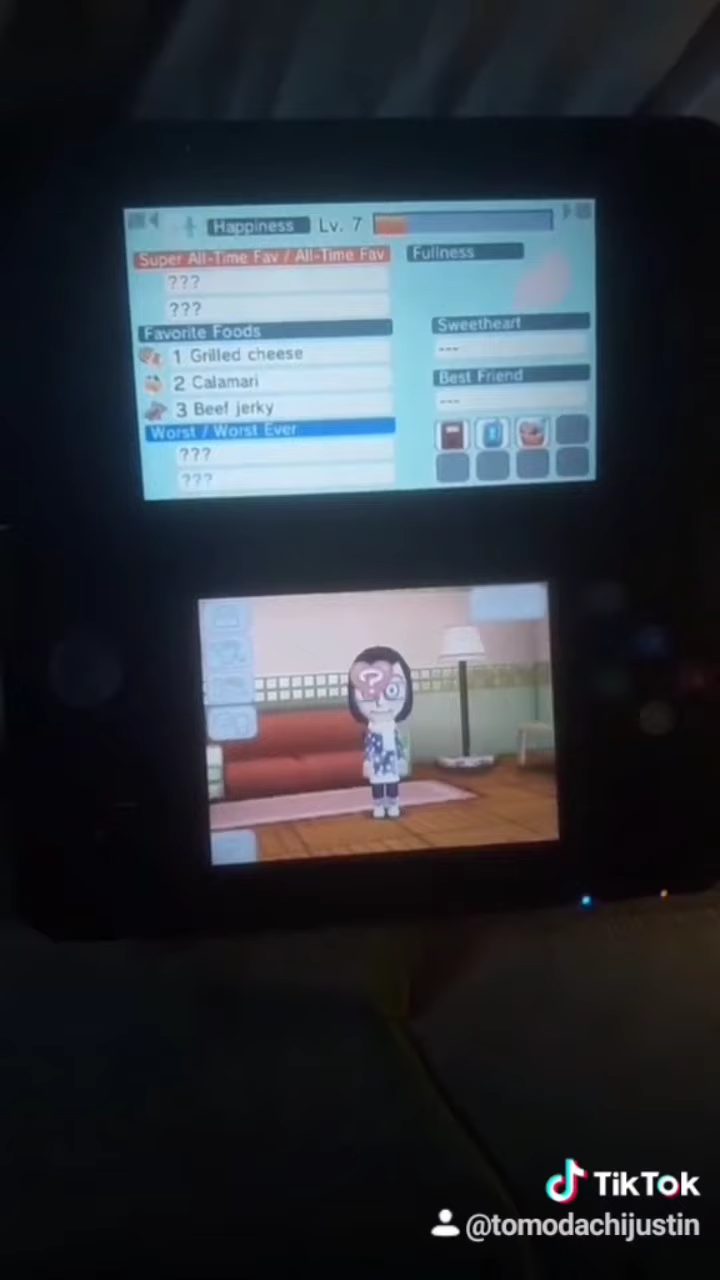 Happiness Lv. 7
Super All-Time Fav / All-Time Fav
???
???
Fullness
Favorite Foods
1 Grilled cheese
2 Calamari
3 Beef jerky
Sweetheart
---
Best Friend
---
Worst / Worst Ever
???
???
?
TikTok
@tomodachijustin